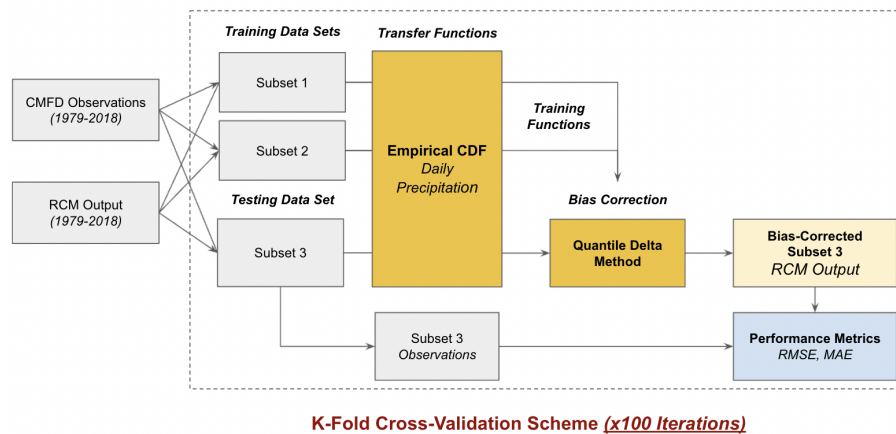 Training Data Sets
Transfer Functions
CMFD Observations
(1979-2018)
RCM Output
(1979-2018)
Subset 1
Subset 2
Testing Data Set
Subset 3
Empirical CDF
Daily
Precipitation
Training
Functions
Bias Correction
Quantile Delta
Method
Bias-Corrected
Subset 3
RCM Output
Subset 3
Observations
Performance Metrics
RMSE, MAE
K-Fold Cross-Validation Scheme (x100 Iterations)